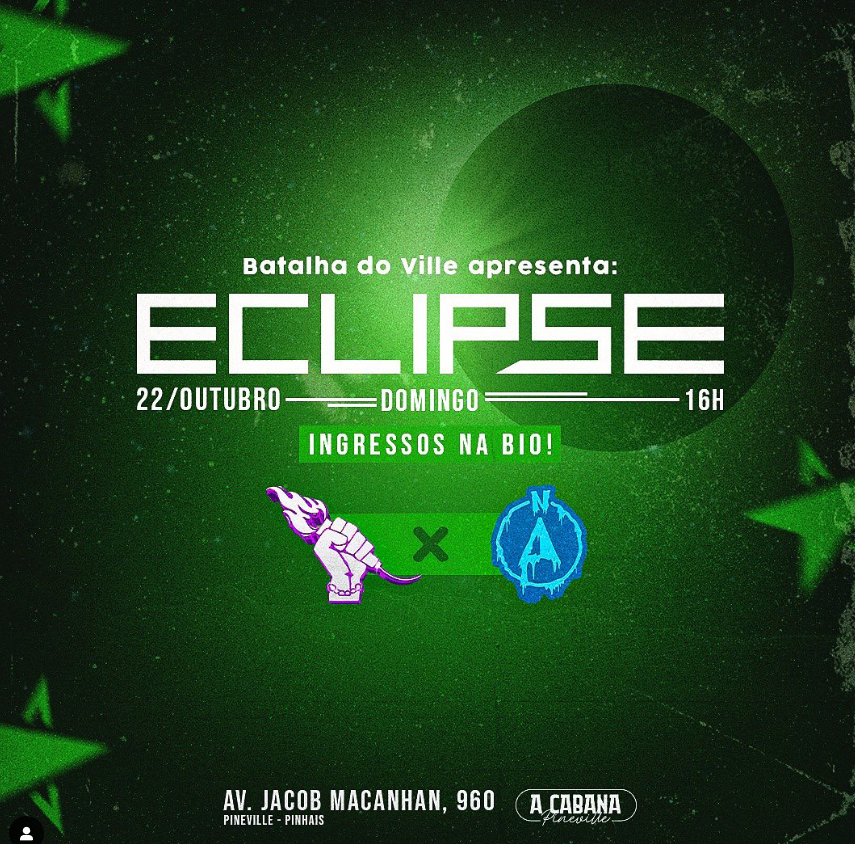 Batalha do Ville apresenta:
ECLIPSE
22/OUTUBRO DOMINGO 16H
INGRESSOS NA BIO!
X
N
A
AV. JACOB MACANHAN, 960
PINEVILLE - PINHAIS
A CABANA
Pineville